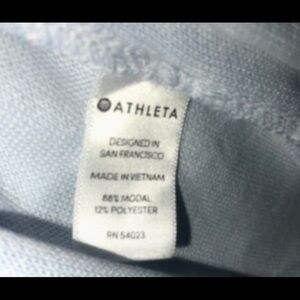 ATHLETA
DESIGNED IN
SAN FRANCISCO
MADE IN VIETNAM
88% MODAL
12% POLYESTER
RN 54023